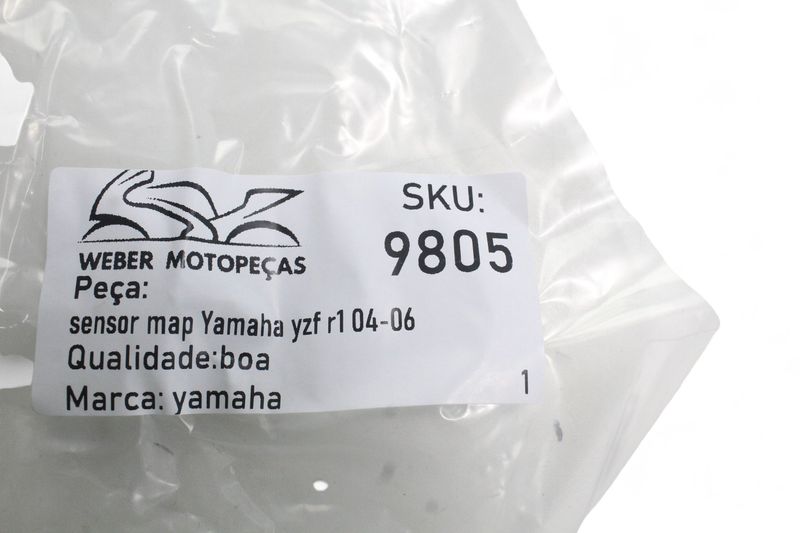 WEBER MOTOPEÇAS
SKU:
9805
Peça:
sensor map Yamaha yzf r1 04-06
Qualidade:boa
Marca: yamaha
1